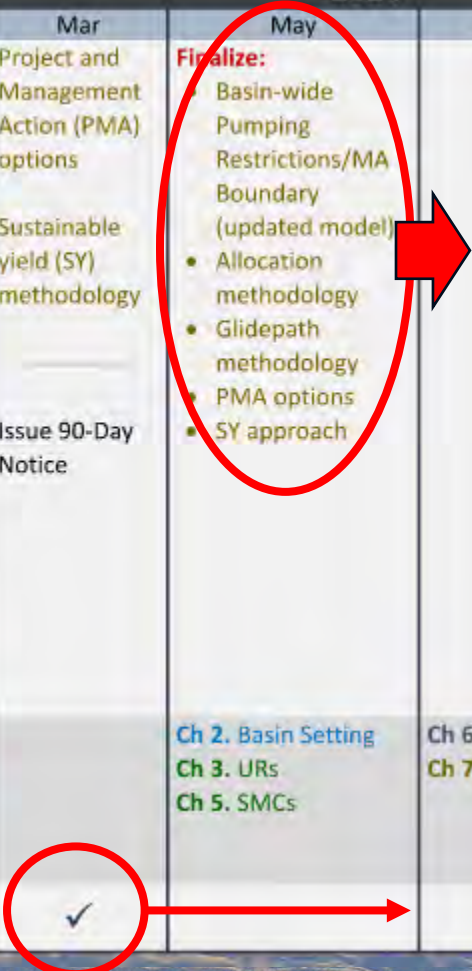 Mar
Project and
Management
Action (PMA)
options
Sustainable
yield (SY)
methodology
Issue 90-Day
Notice
✓
May
Finalize:
• Basin-wide
Pumping
Restrictions/MA
Boundary
(updated model)
• Allocation
methodology
• Glidepath
methodology
• PMA options
• SY approach
Ch 2. Basin Setting
Ch 3. URs
Ch 5. SMCs
Ch 6
Ch 7